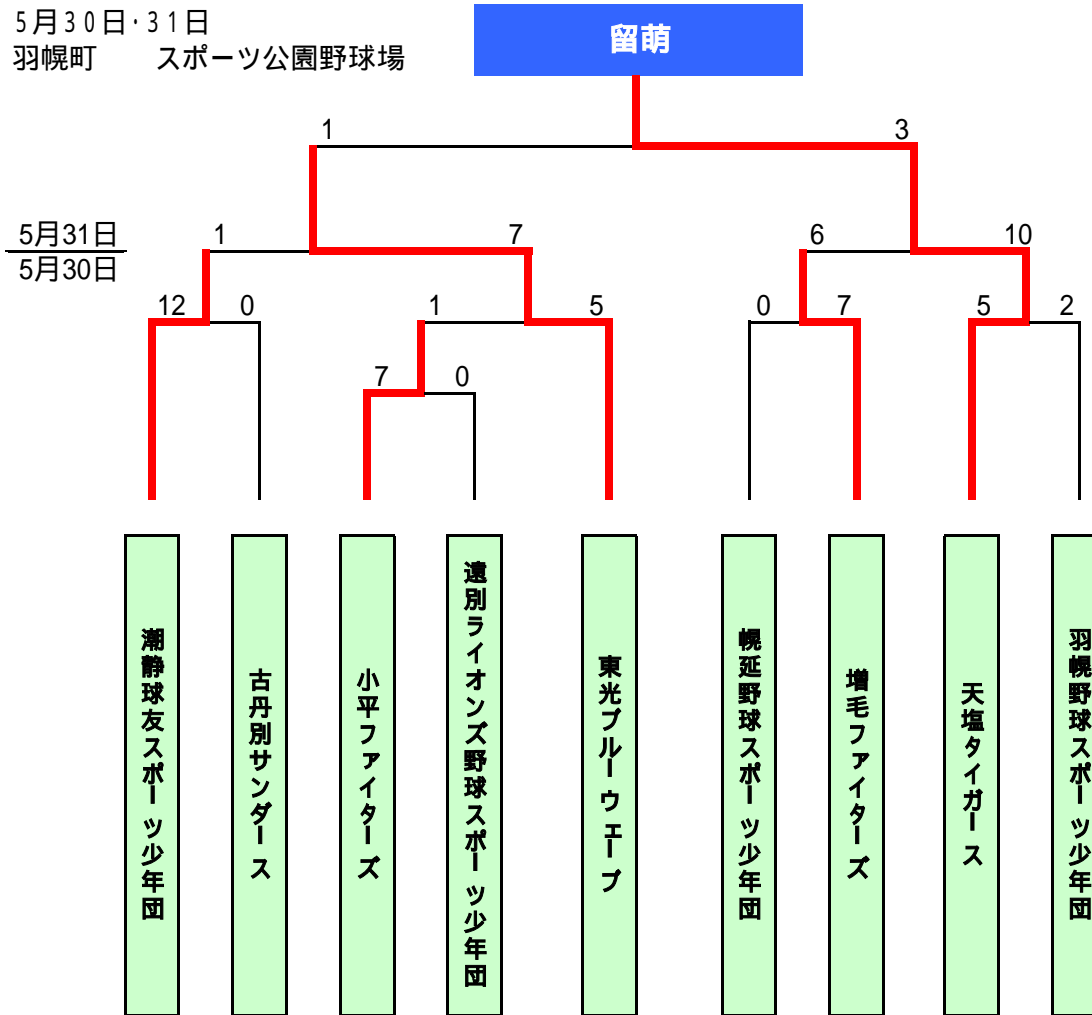 5月30日・31日
羽幌町 スポーツ公園野球場
留萌
1
3
5月31日
5月30日
1
7
6
10
12
0
1
5
0
7
5
2
7
0
潮静球友スポーツ少年団
古丹別サンダース
小平ファイターズ
遠別ライオンズ野球スポーツ少年団
東光ブルーウェーブ
幌延野球スポーツ少年団
増毛ファイターズ
天塩タイガース
羽幌野球スポーツ少年団